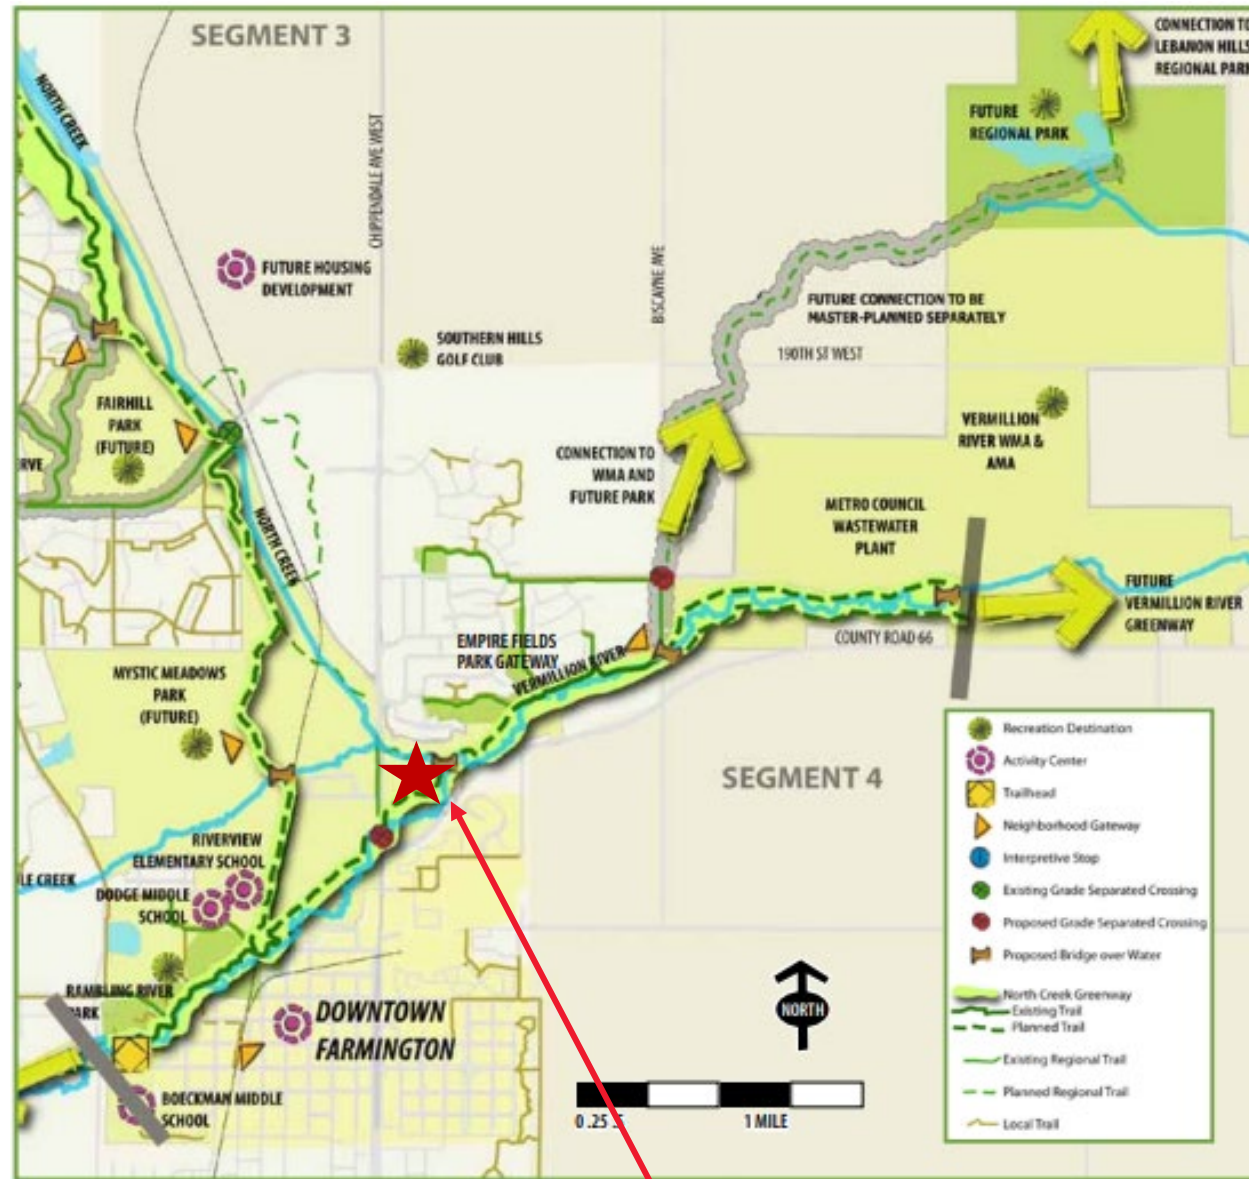 SEGMENT 3
CONNECTION TO
LEBANON HILLS
REGIONAL PARK
NORTH CREEK
CHIPPENDALE AVE WEST
FUTURE
REGIONAL PARK
BISCAYNE AVE
FUTURE HOUSING
DEVELOPMENT
FUTURE CONNECTION TO BE
MASTER-PLANNED SEPARATELY
SOUTHERN HILLS
GOLF CLUB
190TH ST WEST
FAIRHILL
PARK
(FUTURE)
RVE
VERMILLION
RIVER WMA &
AMA
CONNECTION TO
WMA AND
FUTURE PARK
METRO COUNCIL
WASTEWATER
PLANT
NORTH CREEK
FUTURE
VERMILLION RIVER
GREENWAY
COUNTY ROAD 66
EMPIRE FIELDS
PARK GATEWAY
VERMILLION RIVER
MYSTIC MEADOWS
PARK
(FUTURE)
SEGMENT 4
RIVERVIEW
ELEMENTARY SCHOOL
LE CREEK
DODGE MIDDLE
SCHOOL
RAMBLING RIVER
PARK
DOWNTOWN
FARMINGTON
BOECKMAN MIDDLE
SCHOOL
NORTH
0 .25 .5 1 MILE
Recreation Destination
Activity Center
Trailhead
Neighborhood Gateway
Interpretive Stop
Existing Grade Separated Crossing
Proposed Grade Separated Crossing
Proposed Bridge over Water
North Creek Greenway
Existing Trail
Planned Trail
Existing Regional Trail
Planned Regional Trail
Local Trail